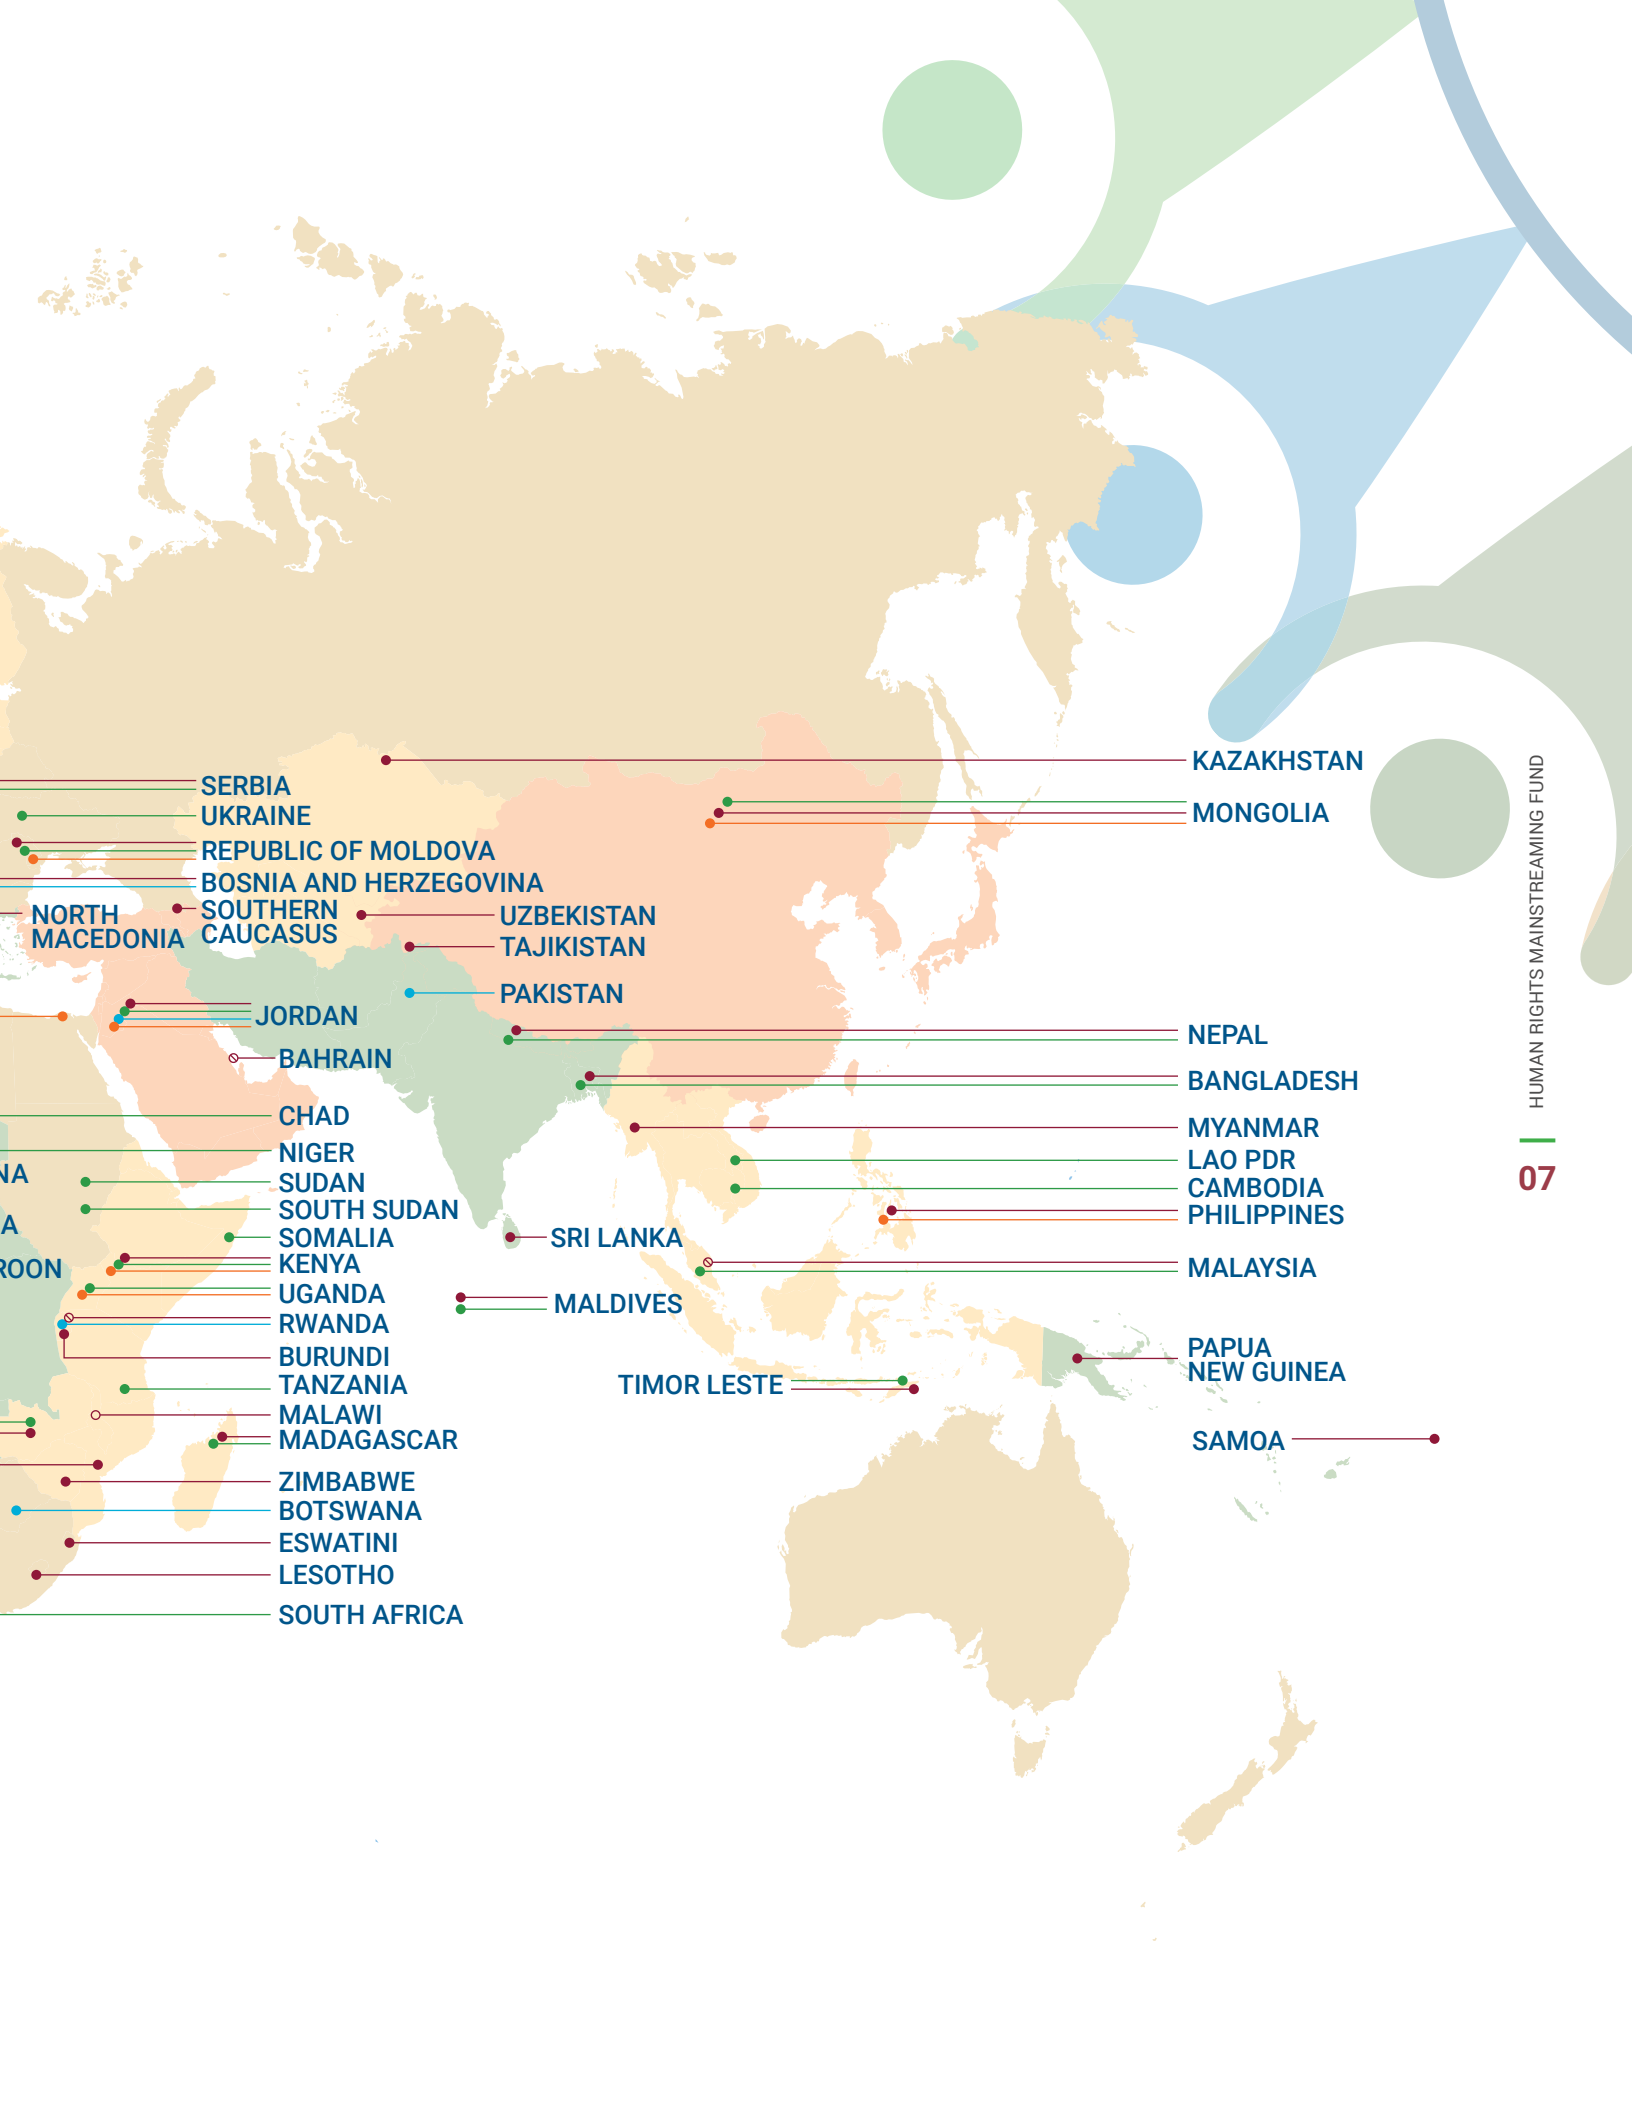 KAZAKHSTAN
SERBIA
MONGOLIA
UKRAINE
REPUBLIC OF MOLDOVA
BOSNIA AND HERZEGOVINA
NORTH
MACEDONIA
SOUTHERN
CAUCASUS
UZBEKISTAN
TAJIKISTAN
PAKISTAN
JORDAN
NEPAL
BAHRAIN
BANGLADESH
CHAD
MYANMAR
NIGER
LAO PDR
NA
SUDAN
CAMBODIA
SOUTH SUDAN
PHILIPPINES
A
SOMALIA
SRI LANKA
ROON
KENYA
MALAYSIA
UGANDA
MALDIVES
RWANDA
BURUNDI
PAPUA
NEW GUINEA
TANZANIA
TIMOR LESTE
MALAWI
MADAGASCAR
SAMOA
ZIMBABWE
BOTSWANA
ESWATINI
LESOTHO
SOUTH AFRICA
HUMAN RIGHTS MAINSTREAMING FUND
07